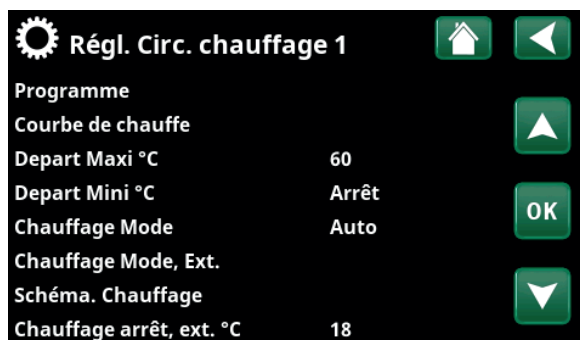 Régl. Circ. chauffage 1
Programme
Courbe de chauffe
Depart Maxi °C 60
Depart Mini °C Arrêt
Chauffage Mode Auto
OK
Chauffage Mode, Ext.
Schéma. Chauffage
Chauffage arrêt, ext. °C 18